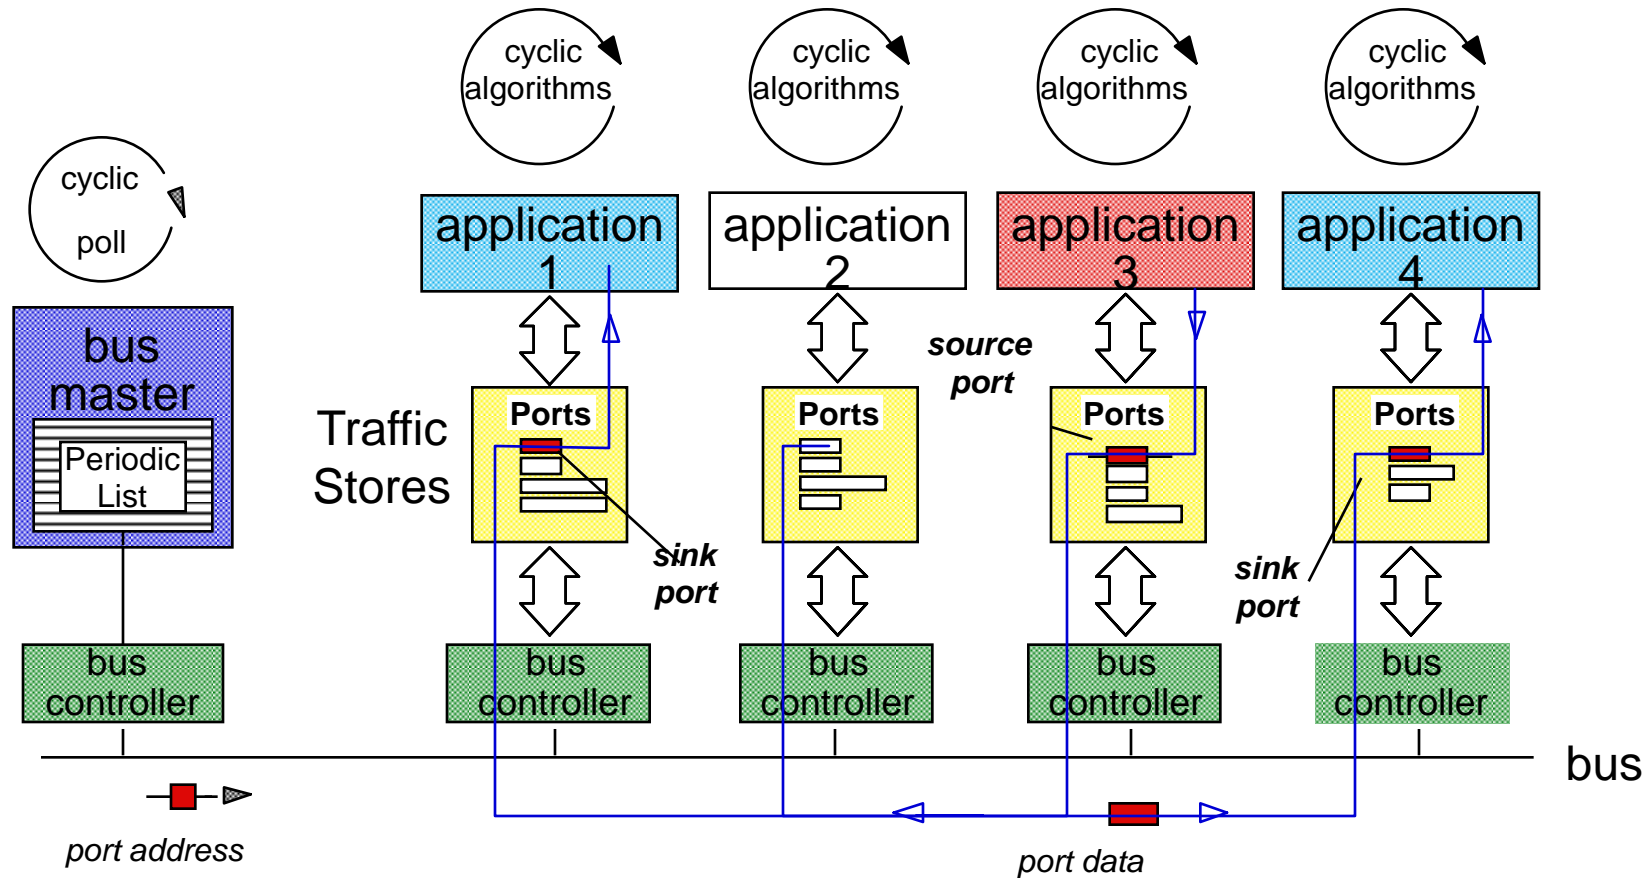 cyclic
algorithms
cyclic
algorithms
cyclic
algorithms
cyclic
algorithms
cyclic
poll
application
1
application
2
application
3
application
4
bus
master
Periodic
List
source
port
Traffic
Stores
Ports
Ports
Ports
Ports
sink
port
sink
port
bus
controller
bus
controller
bus
controller
bus
controller
bus
controller
bus
port address
port data